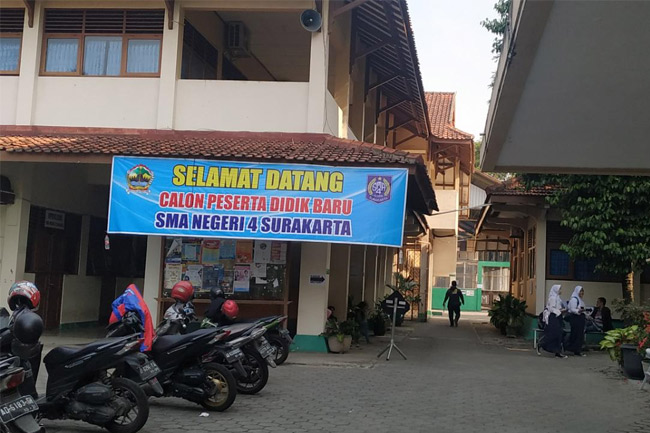 SELAMAT DATANG
CALON PESERTA DIDIK BARU
SMA NEGERI 4 SURAKARTA